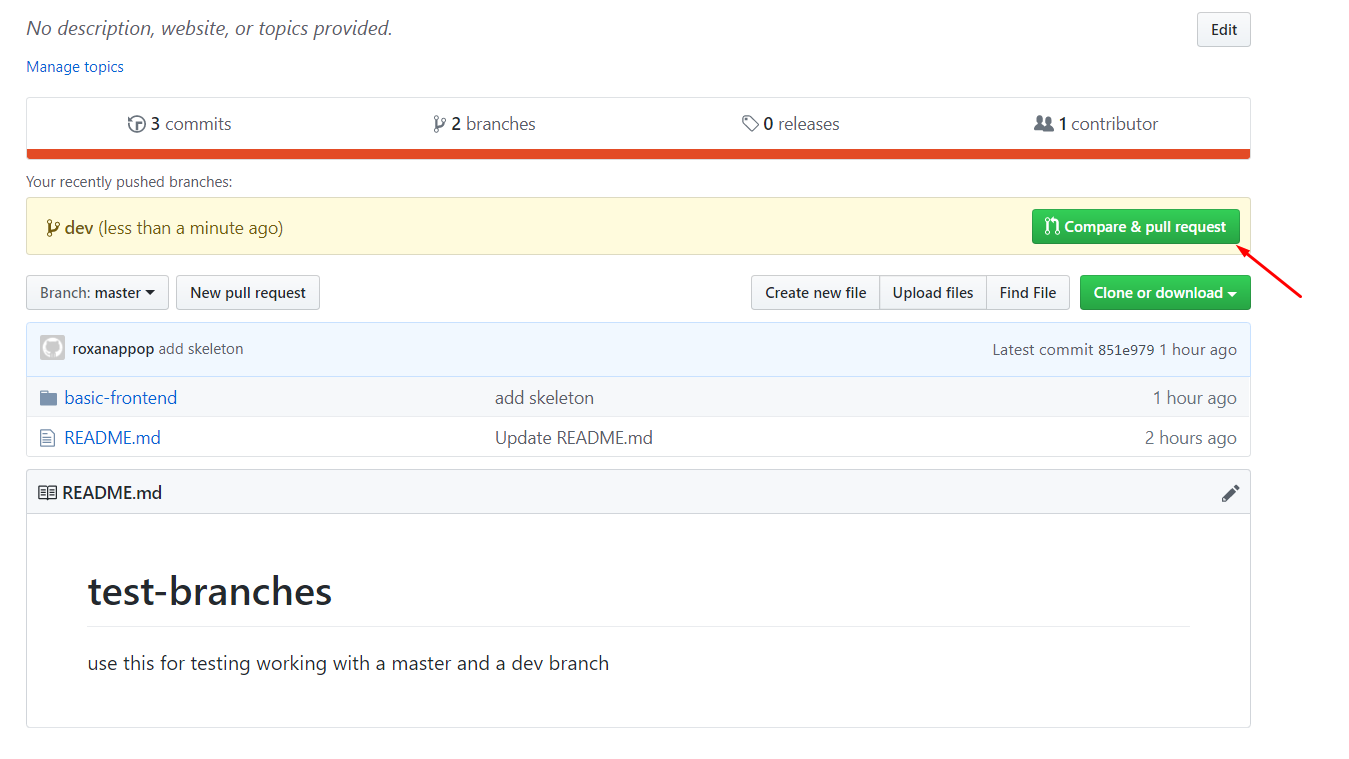 No description, website, or topics provided.
Edit
Manage topics
3 commits
2 branches
0 releases
1 contributor
Your recently pushed branches:
dev (less than a minute ago)
Compare & pull request
Branch: master
New pull request
Create new file
Upload files
Find File
Clone or download
roxanappop add skeleton
Latest commit 851e979 1 hour ago
basic-frontend
add skeleton
1 hour ago
README.md
Update README.md
2 hours ago
README.md
test-branches
use this for testing working with a master and a dev branch